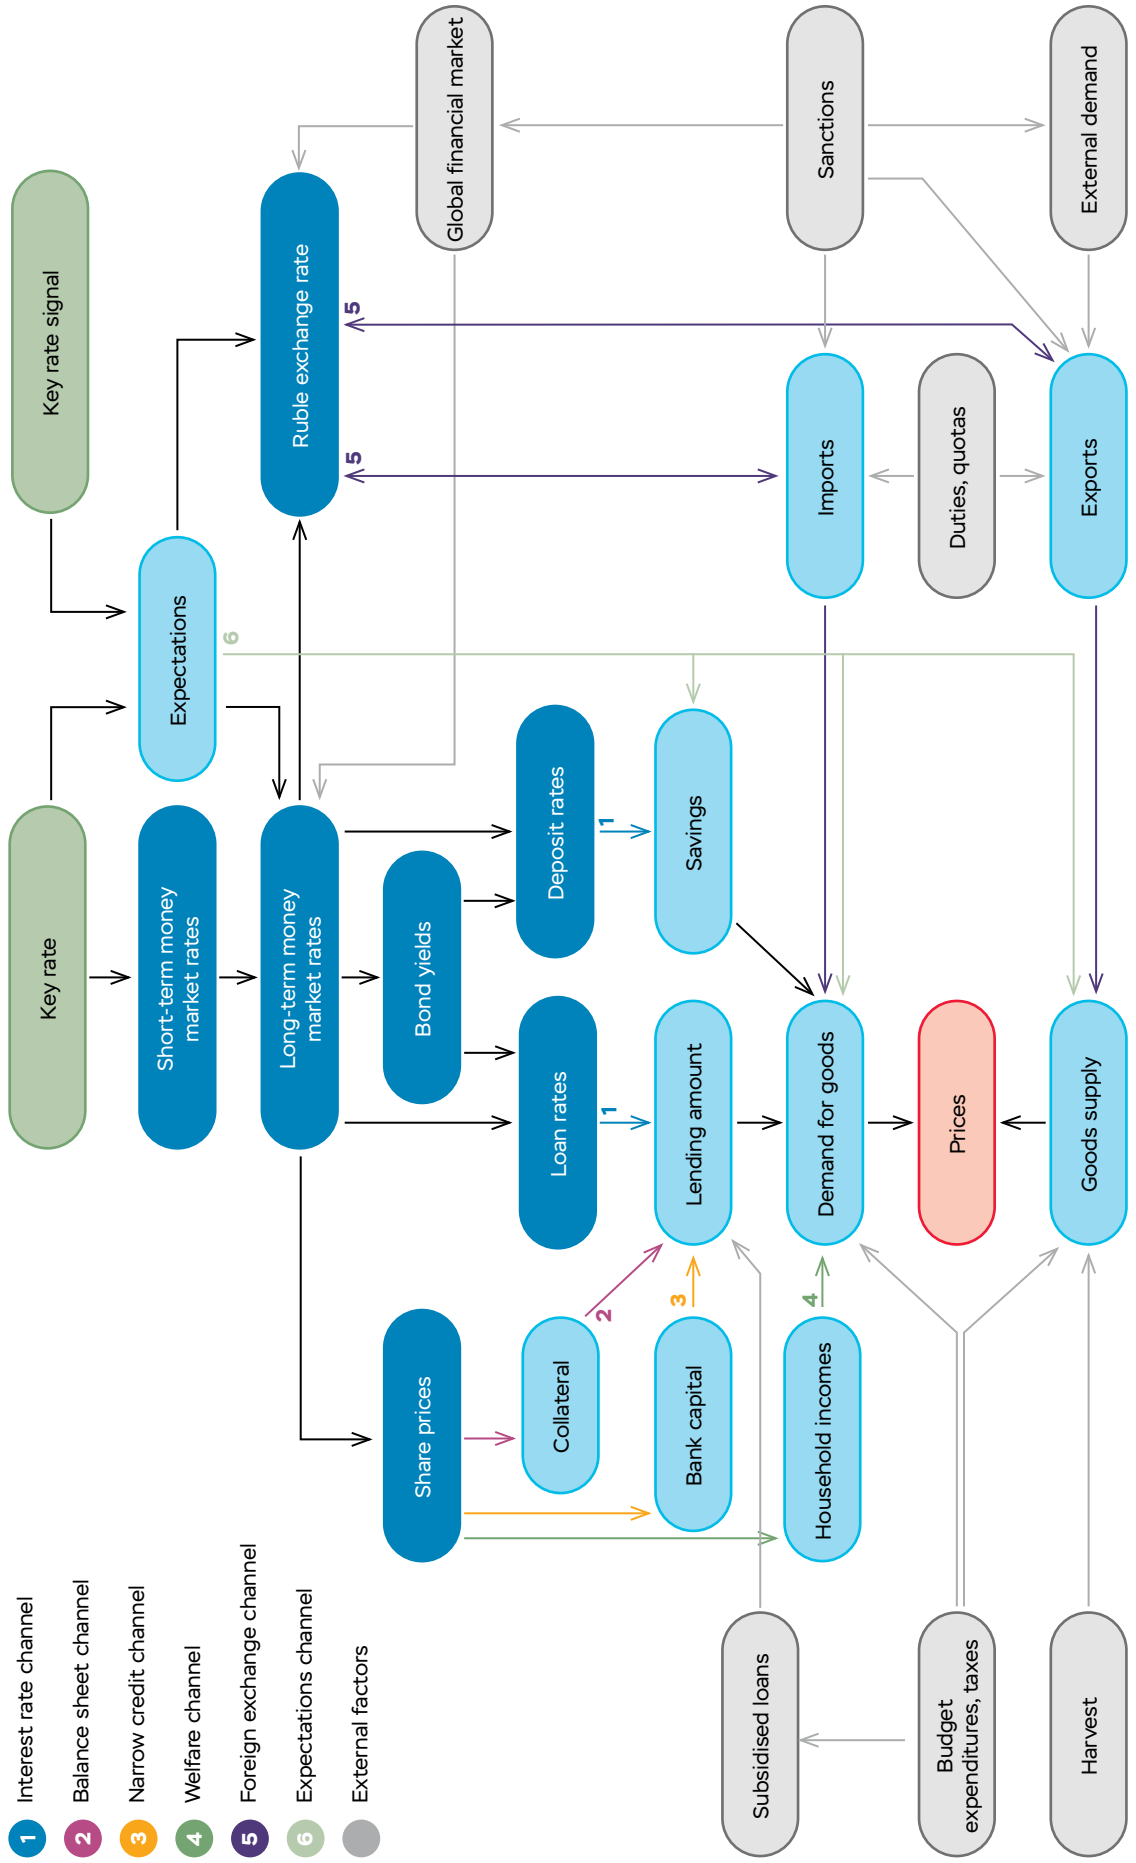 1 Interest rate channel
2 Balance sheet channel
3 Narrow credit channel
4 Welfare channel
5 Foreign exchange channel
6 Expectations channel
External factors
Key rate
Key rate signal
Short-term money
market rates
Expectations
Long-term money
market rates
Ruble exchange rate
6
Share prices
Bond yields
5
5
Global financial market
Collateral
Loan rates
Deposit rates
2
1
1
Bank capital
3
Lending amount
Savings
Subsidised loans
Household incomes
4
Demand for goods
Imports
Sanctions
Budget
expenditures, taxes
Prices
Duties, quotas
Harvest
Goods supply
Exports
External demand